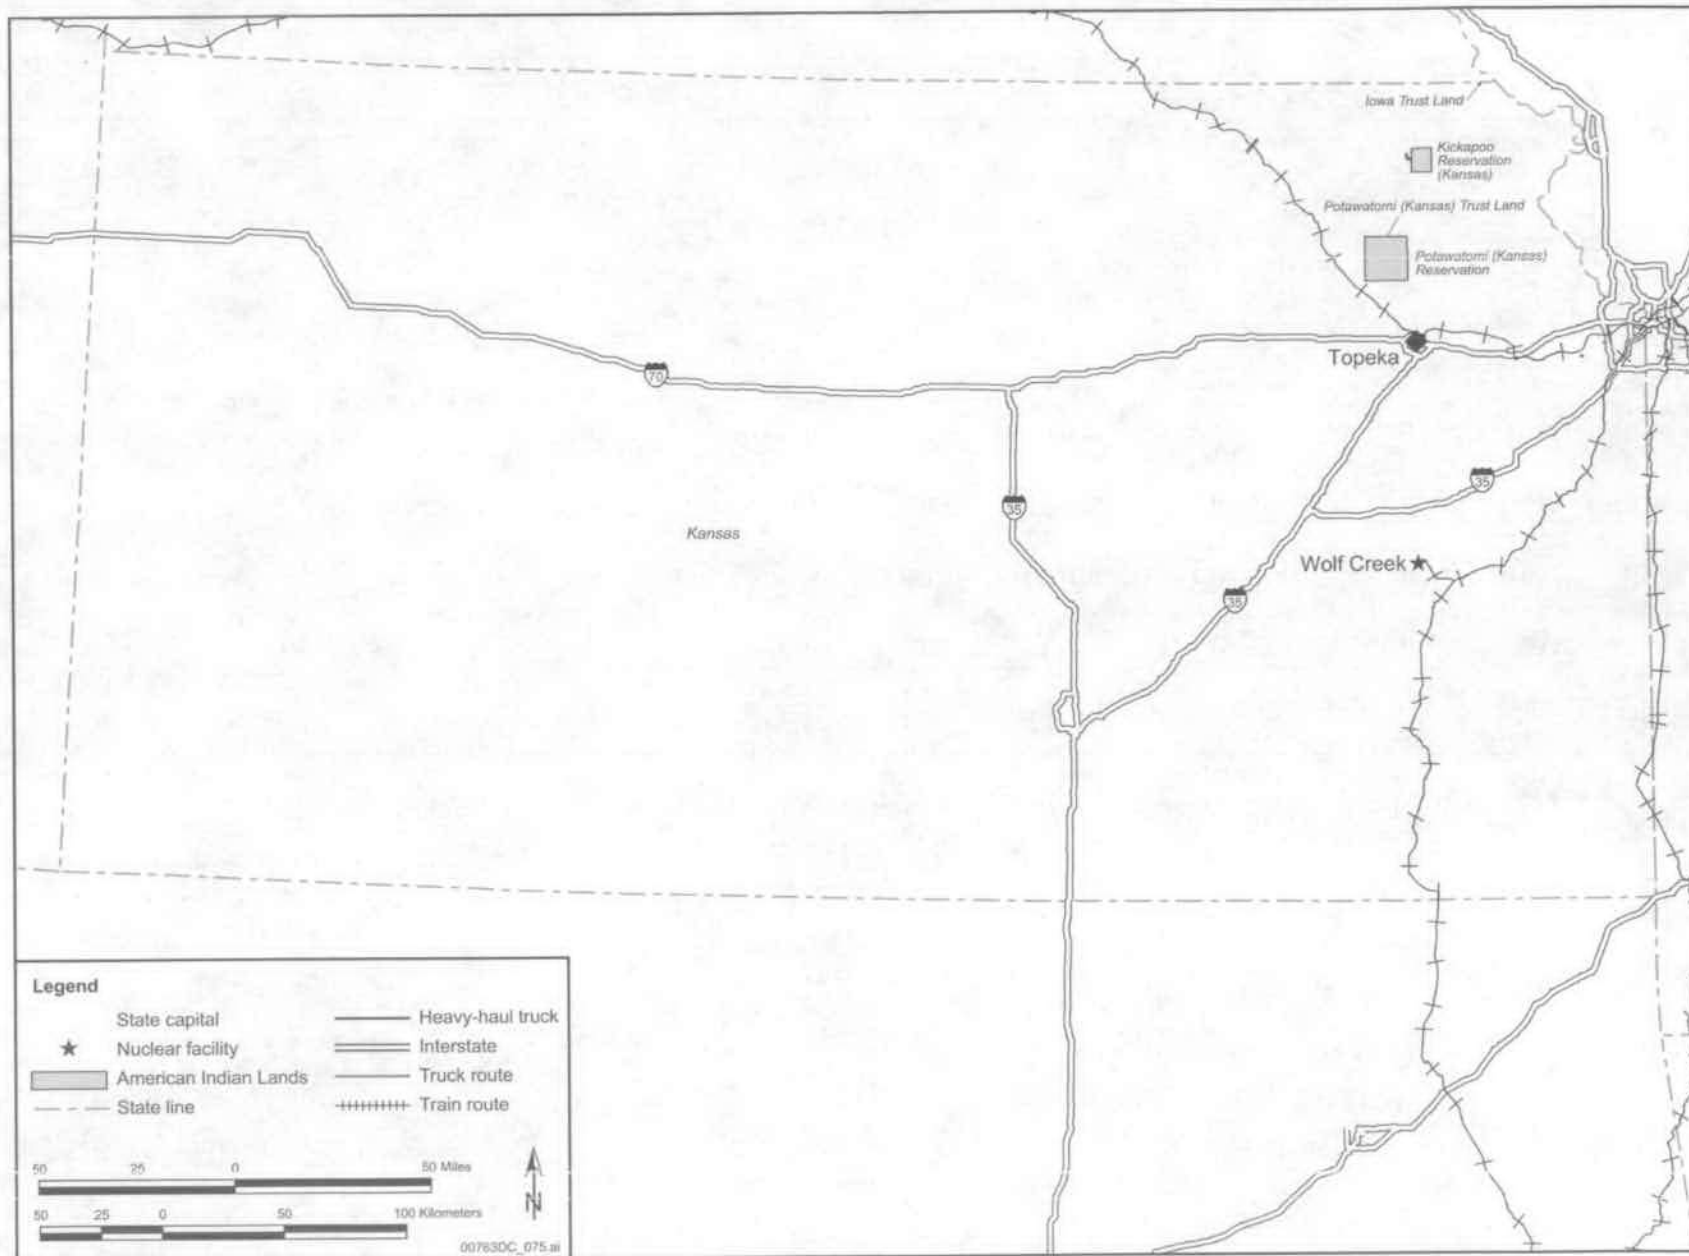 Iowa Trust Land
Kickapoo
Reservation
(Kansas)
Potawatomi (Kansas) Trust Land
Potawatomi (Kansas)
Reservation
Topeka
70
35
35
Kansas
Wolf Creek
35
Legend
State capital
Nuclear facility
American Indian Lands
State line
Heavy-haul truck
Interstate
Truck route
Train route
50 25 0 50 Miles
50 25 0 50 100 Kilometers
N
00763DC_075.ai